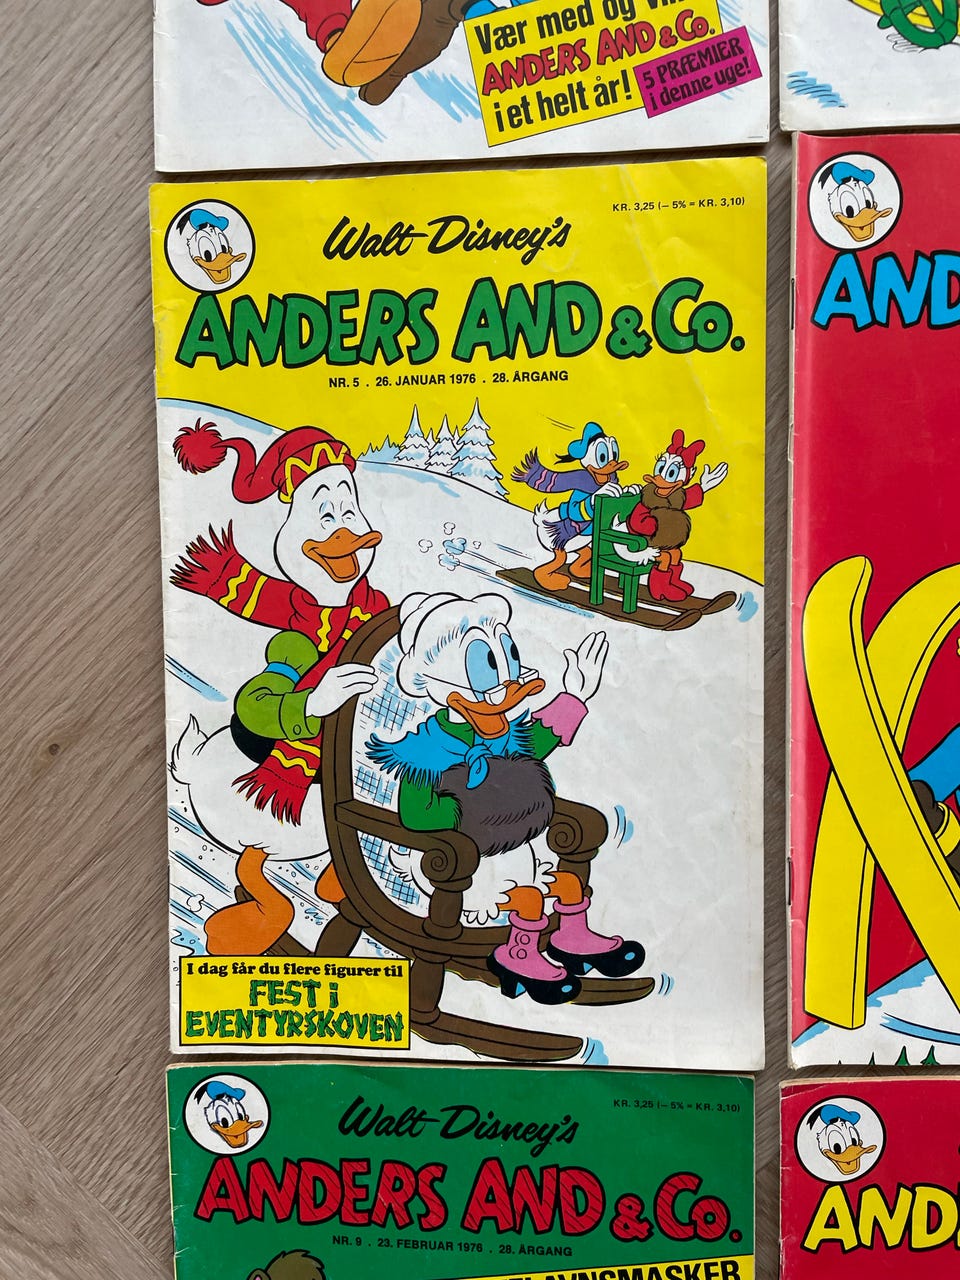 Vær med og
ANDERS AND & Co.
i et helt år!
5 PRÆMIER
i denne uge!
KR. 3,25 (– 5% = KR. 3,10)
Walt Disney's
ANDERS AND & Co.
NR. 5 . 26. JANUAR 1976 . 28. ÅRGANG
I dag får du flere figurer til
FEST i
EVENTYRSKOVEN
AND
KR. 3,25 (– 5% = KR. 3,10)
Walt Disney's
ANDERS AND & Co.
NR. 9 . 23. FEBRUAR 1976 . 28. ÅRGANG
AND